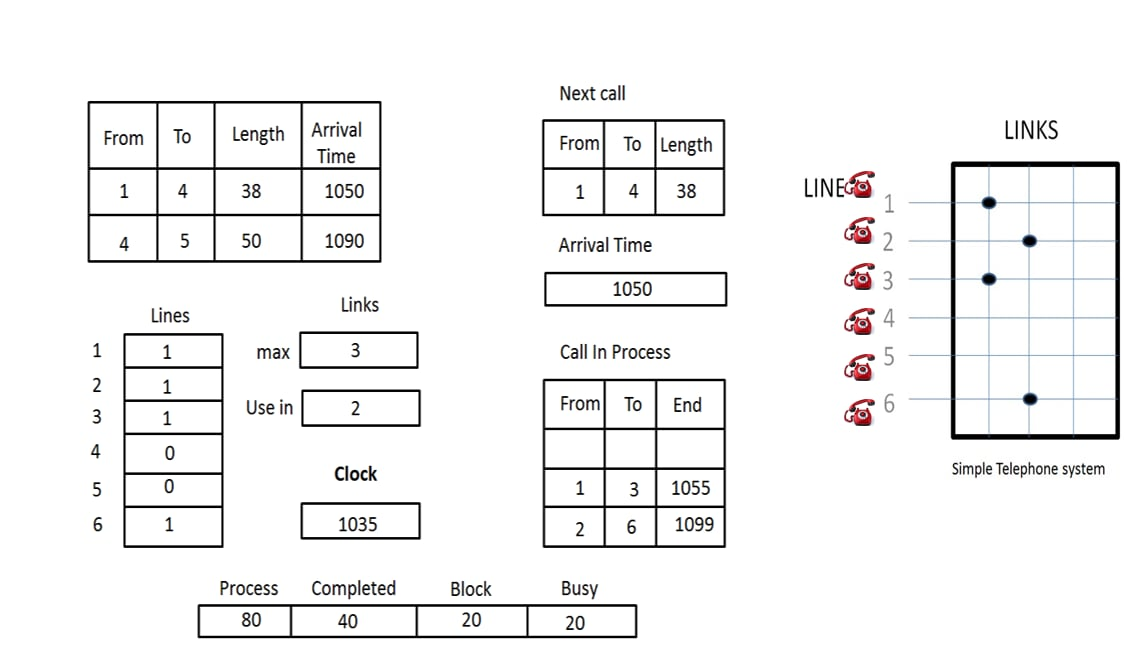 From To Length Arrival Time
1 4 38 1050
4 5 50 1090
Next call
From To Length
1 4 38
Arrival Time
1050
LINKS
LINE
1
2
3
4
5
6
Simple Telephone system
Lines
1 1
2 1
3 1
4 0
5 0
6 1
Links
max 3
Use in 2
Clock
1035
Call In Process
From To End
1 3 1055
2 6 1099
Process Completed Block Busy
80 40 20 20